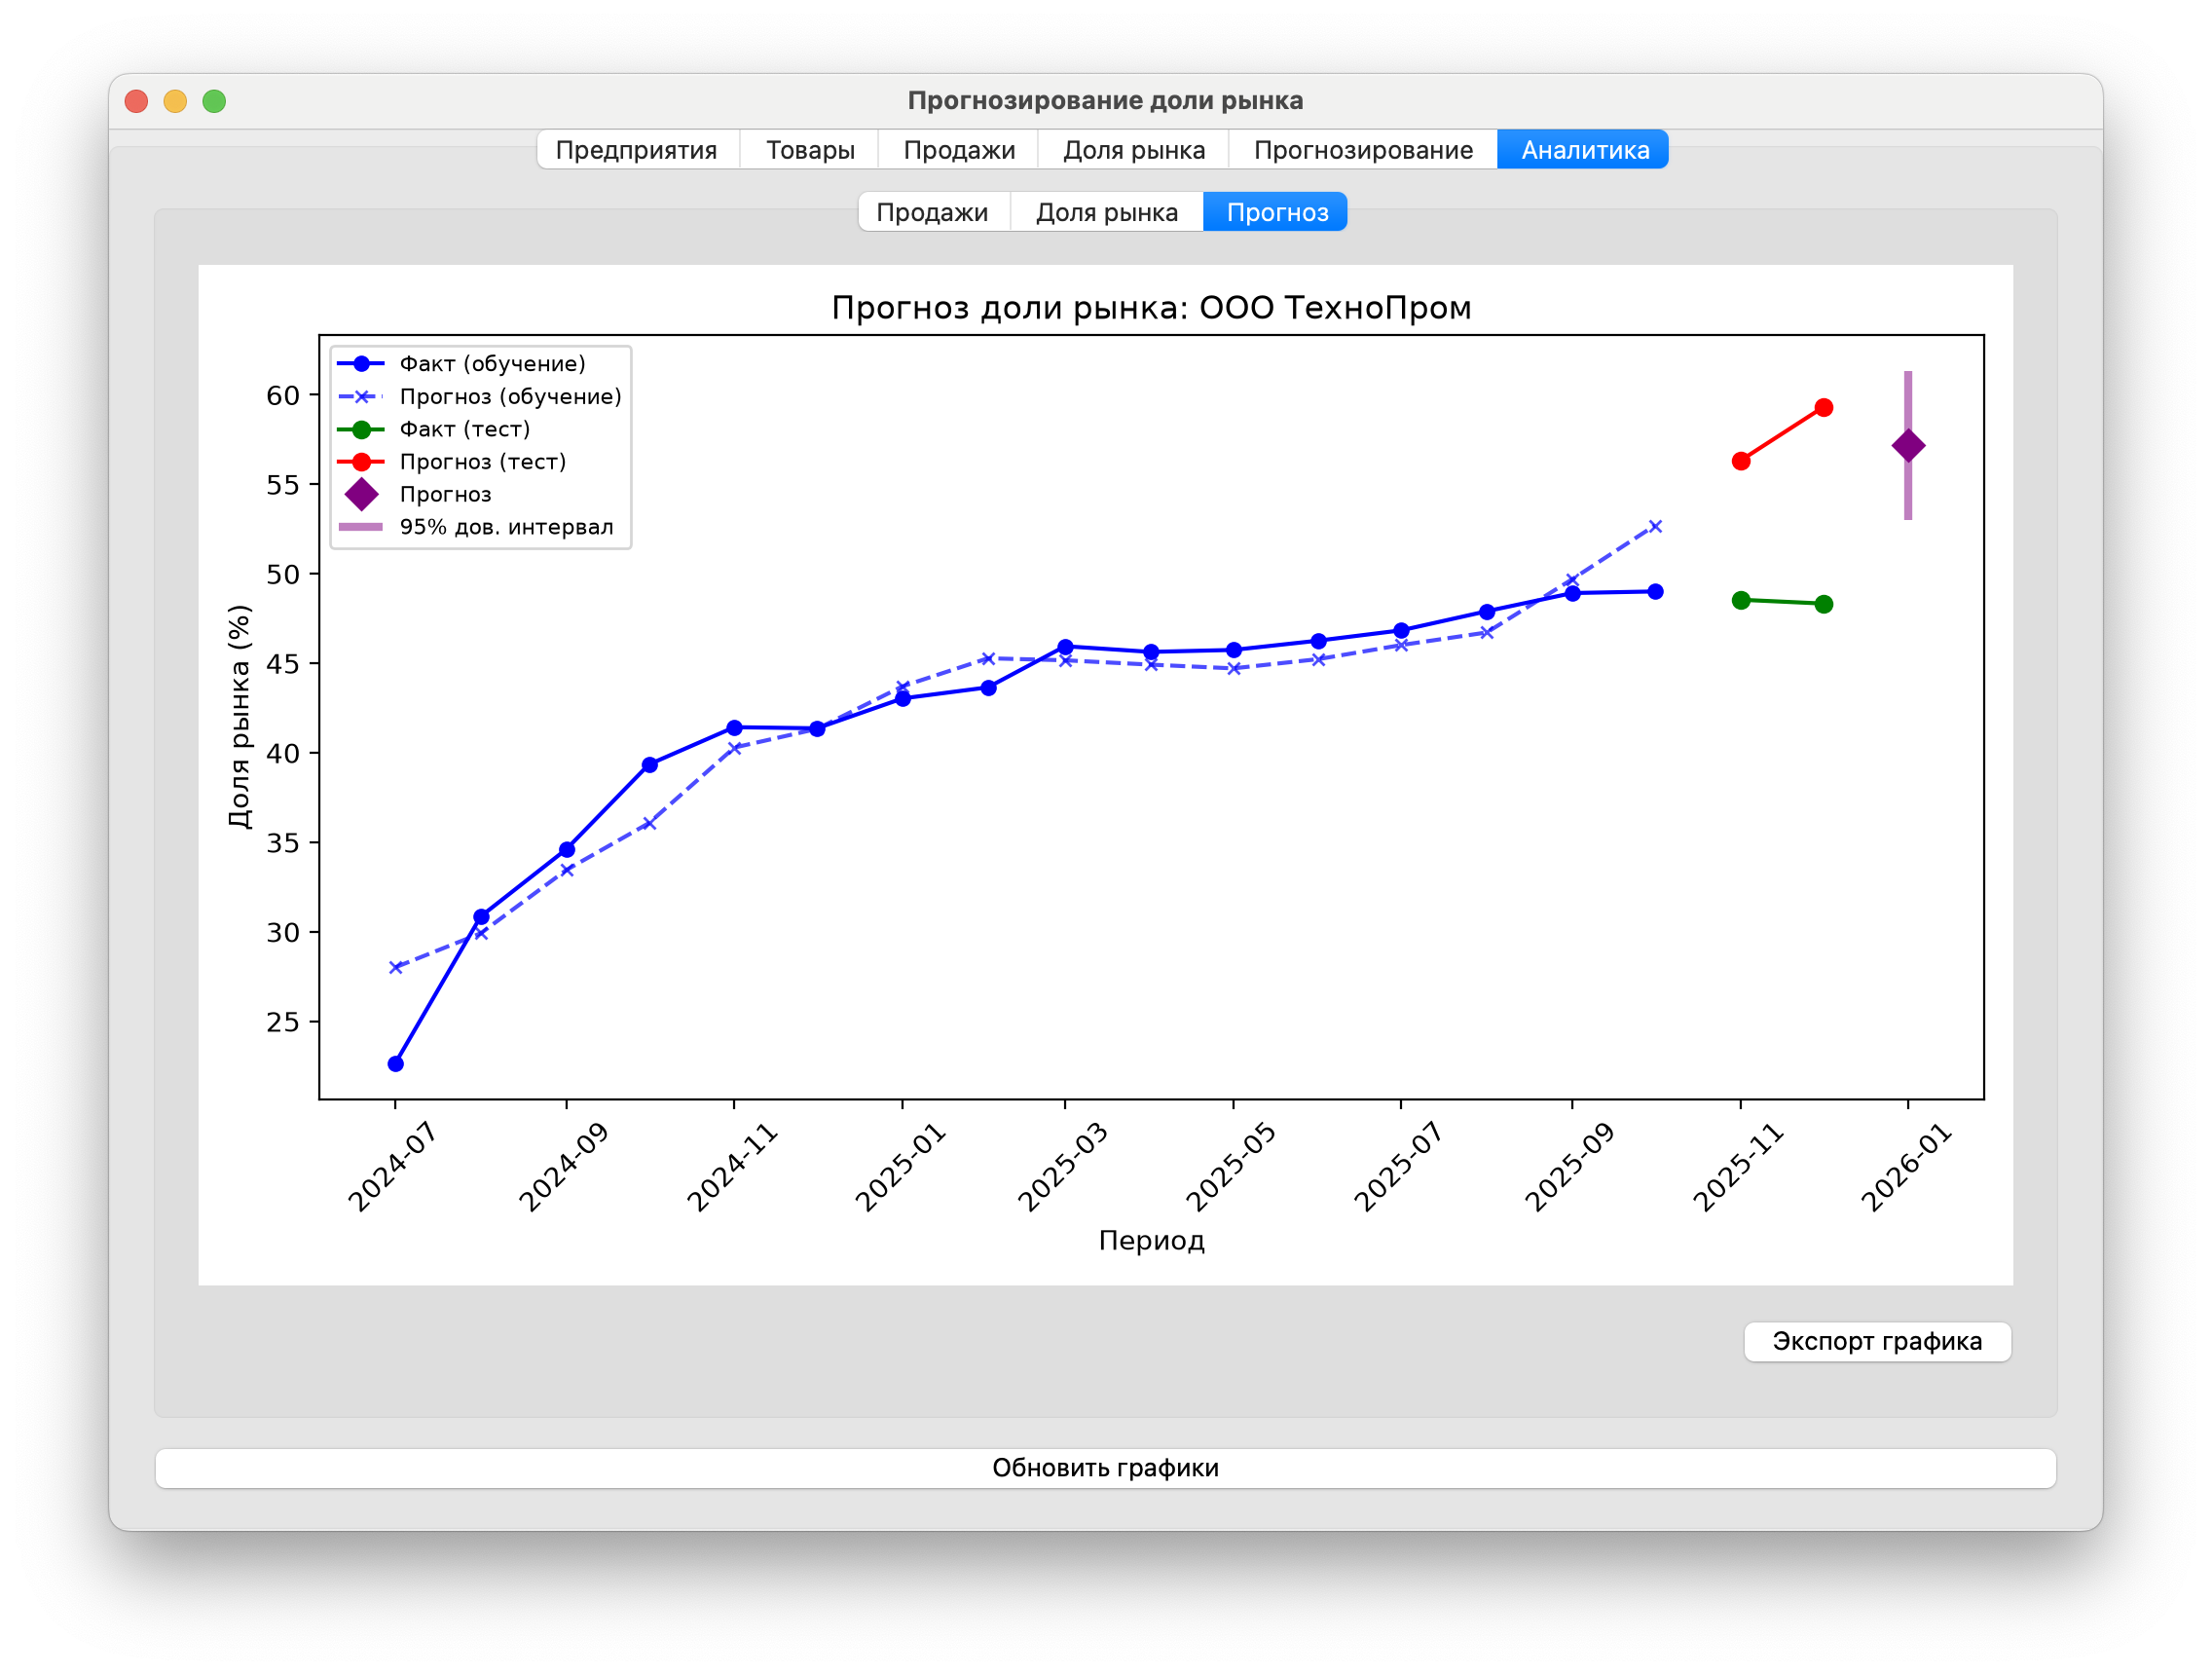 Прогнозирование доли рынка
Предприятия Товары Продажи Доля рынка Прогнозирование Аналитика
Продажи Доля рынка Прогноз
Прогноз доли рынка: ООО ТехноПром
Факт (обучение)
Прогноз (обучение)
Факт (тест)
Прогноз (тест)
Прогноз
95% дов. интервал
Доля рынка (%)
60
55
50
45
40
35
30
25
2024-07 2024-09 2024-11 2025-01 2025-03 2025-05 2025-07 2025-09 2025-11 2026-01
Период
Экспорт графика
Обновить графики